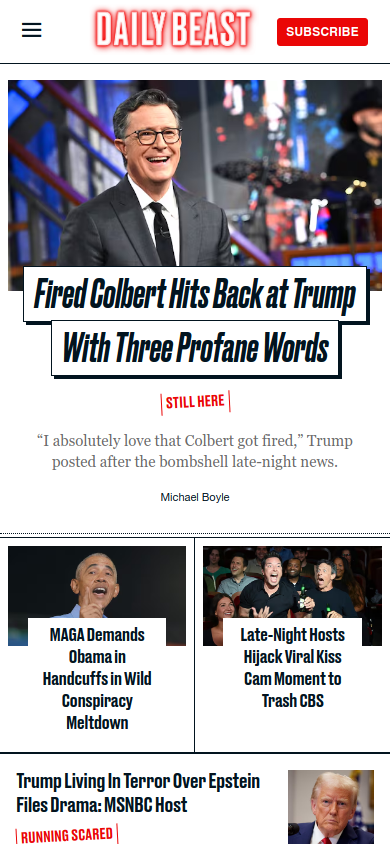 DAILY BEAST
SUBSCRIBE
Fired Colbert Hits Back at Trump
With Three Profane Words
STILL HERE
“I absolutely love that Colbert got fired,” Trump
posted after the bombshell late-night news.
Michael Boyle
MAGA Demands
Obama in
Handcuffs in Wild
Conspiracy
Meltdown
Late-Night Hosts
Hijack Viral Kiss
Cam Moment to
Trash CBS
Trump Living In Terror Over Epstein
Files Drama: MSNBC Host
RUNNING SCARED